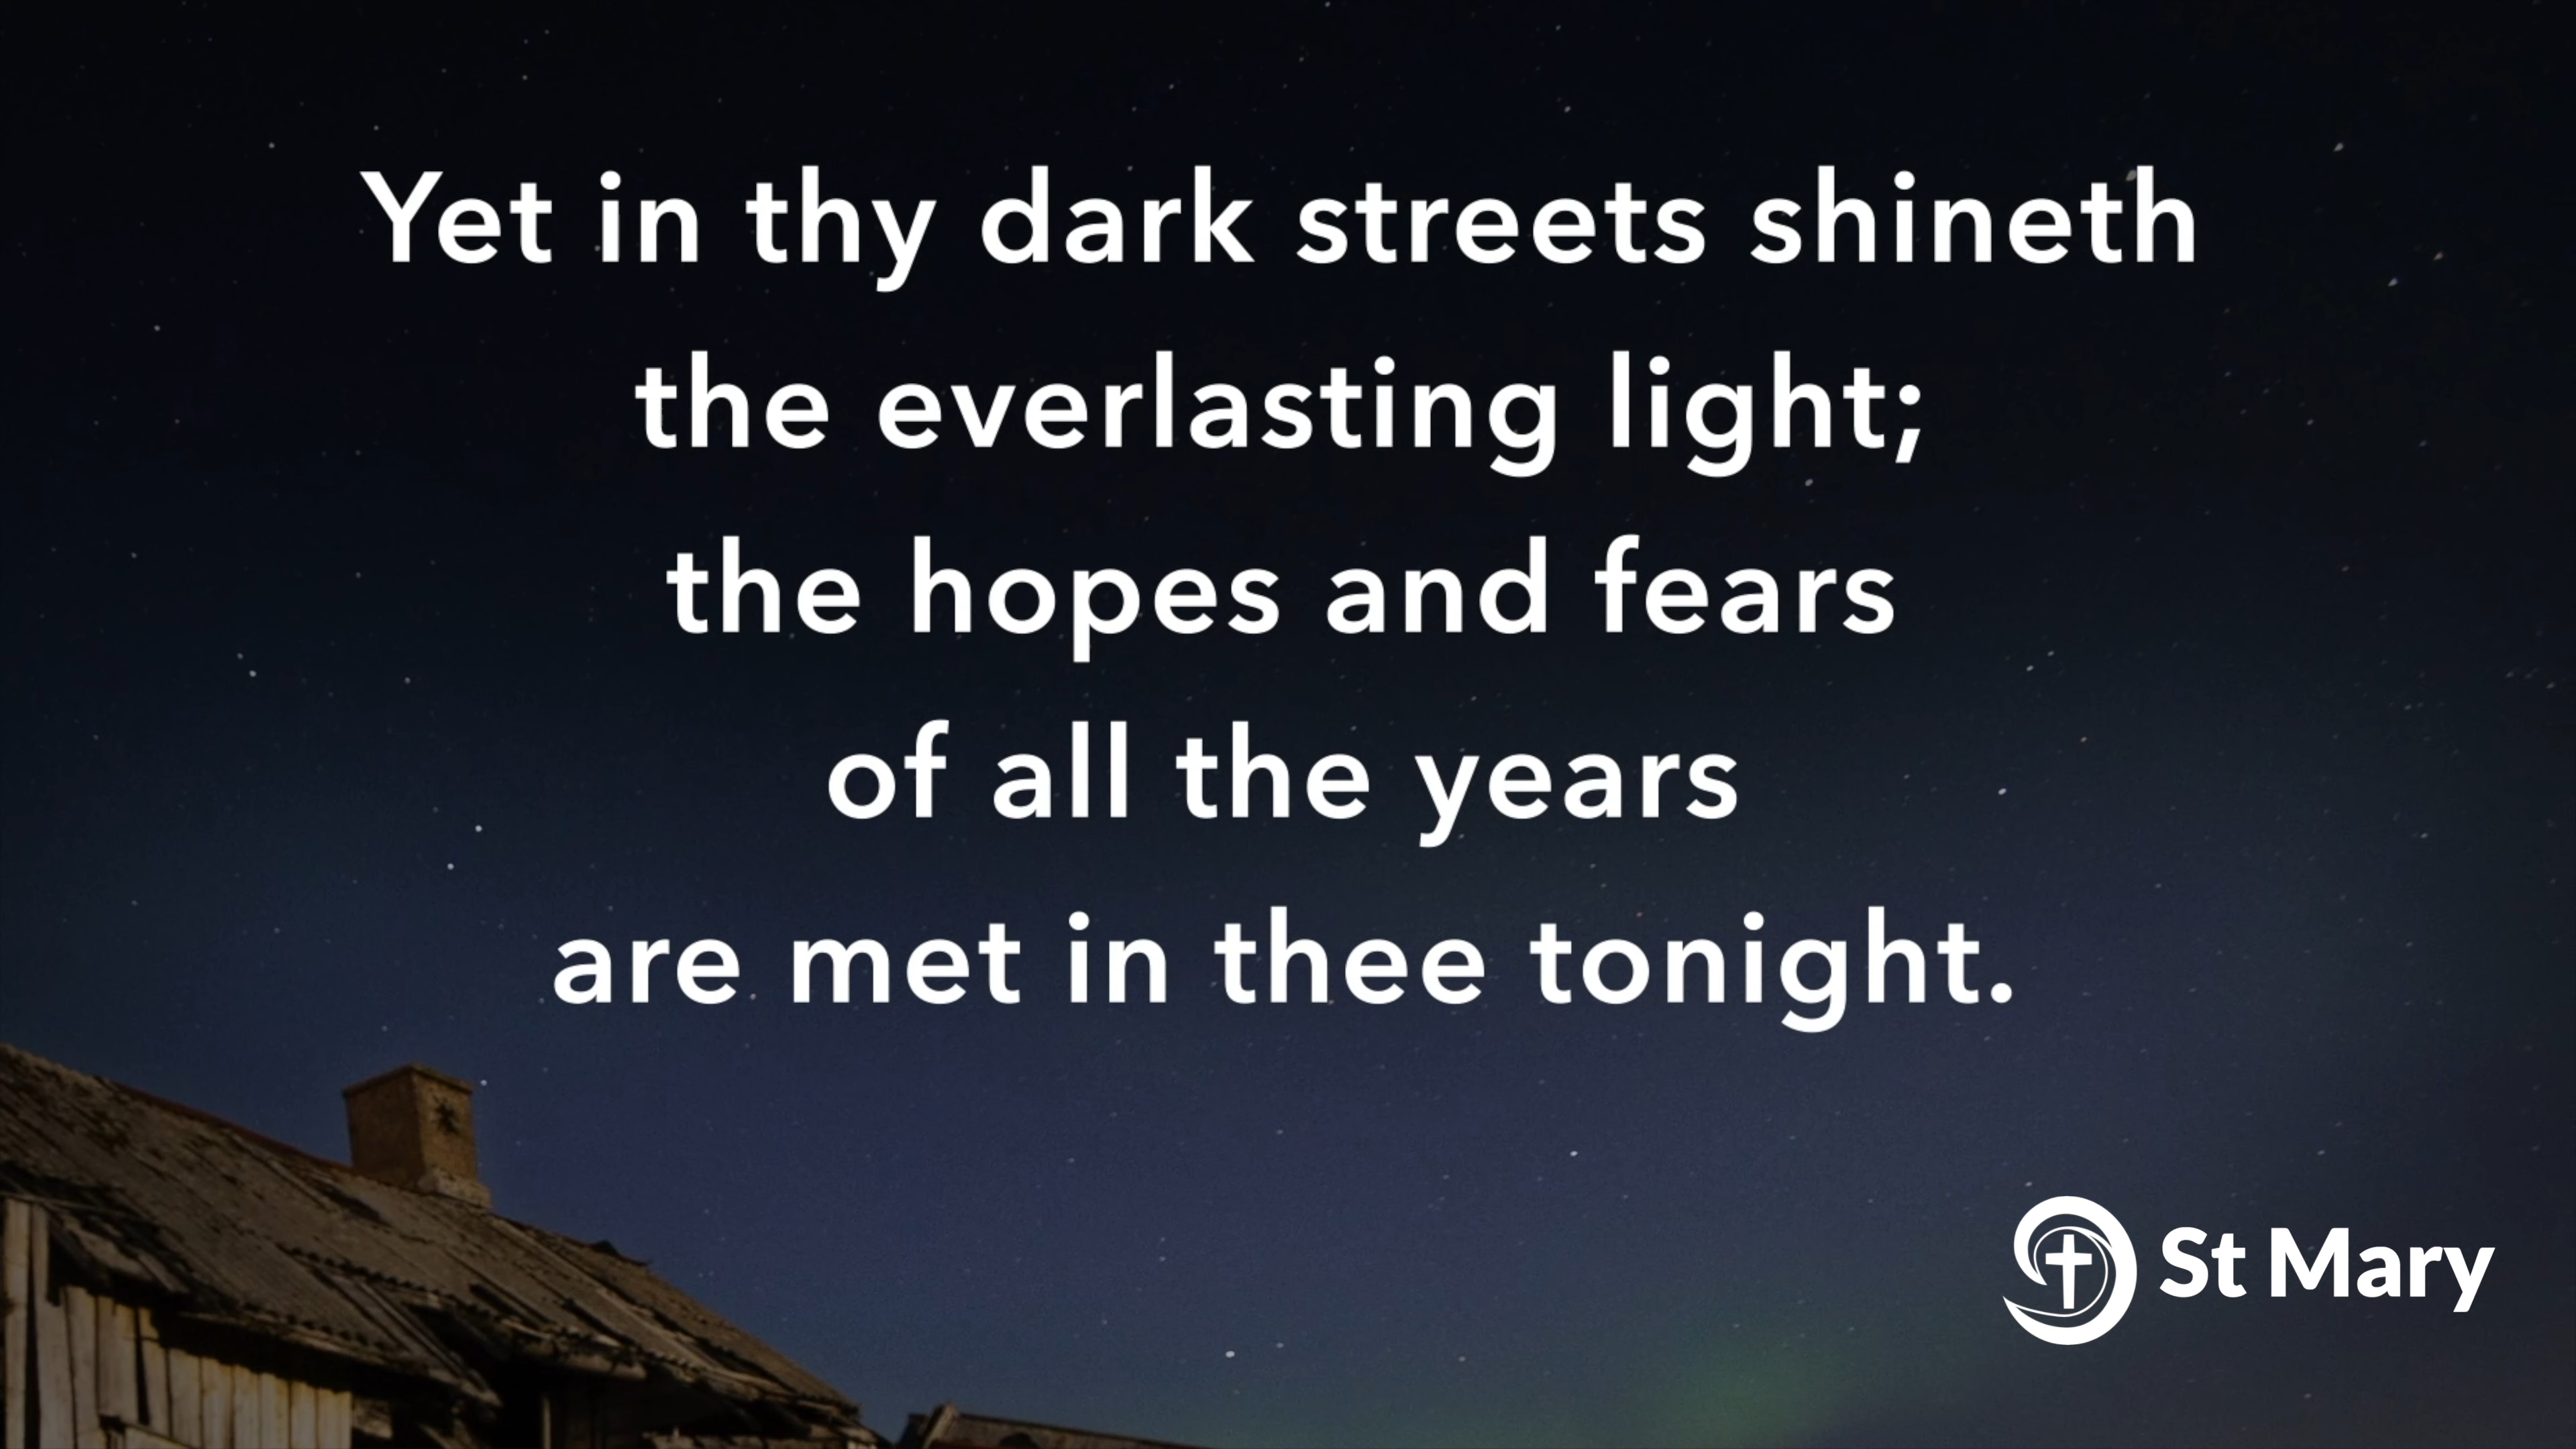 Yet in thy dark streets shineth
the everlasting light;
the hopes and fears
of all the years
are met in thee tonight.
St Mary